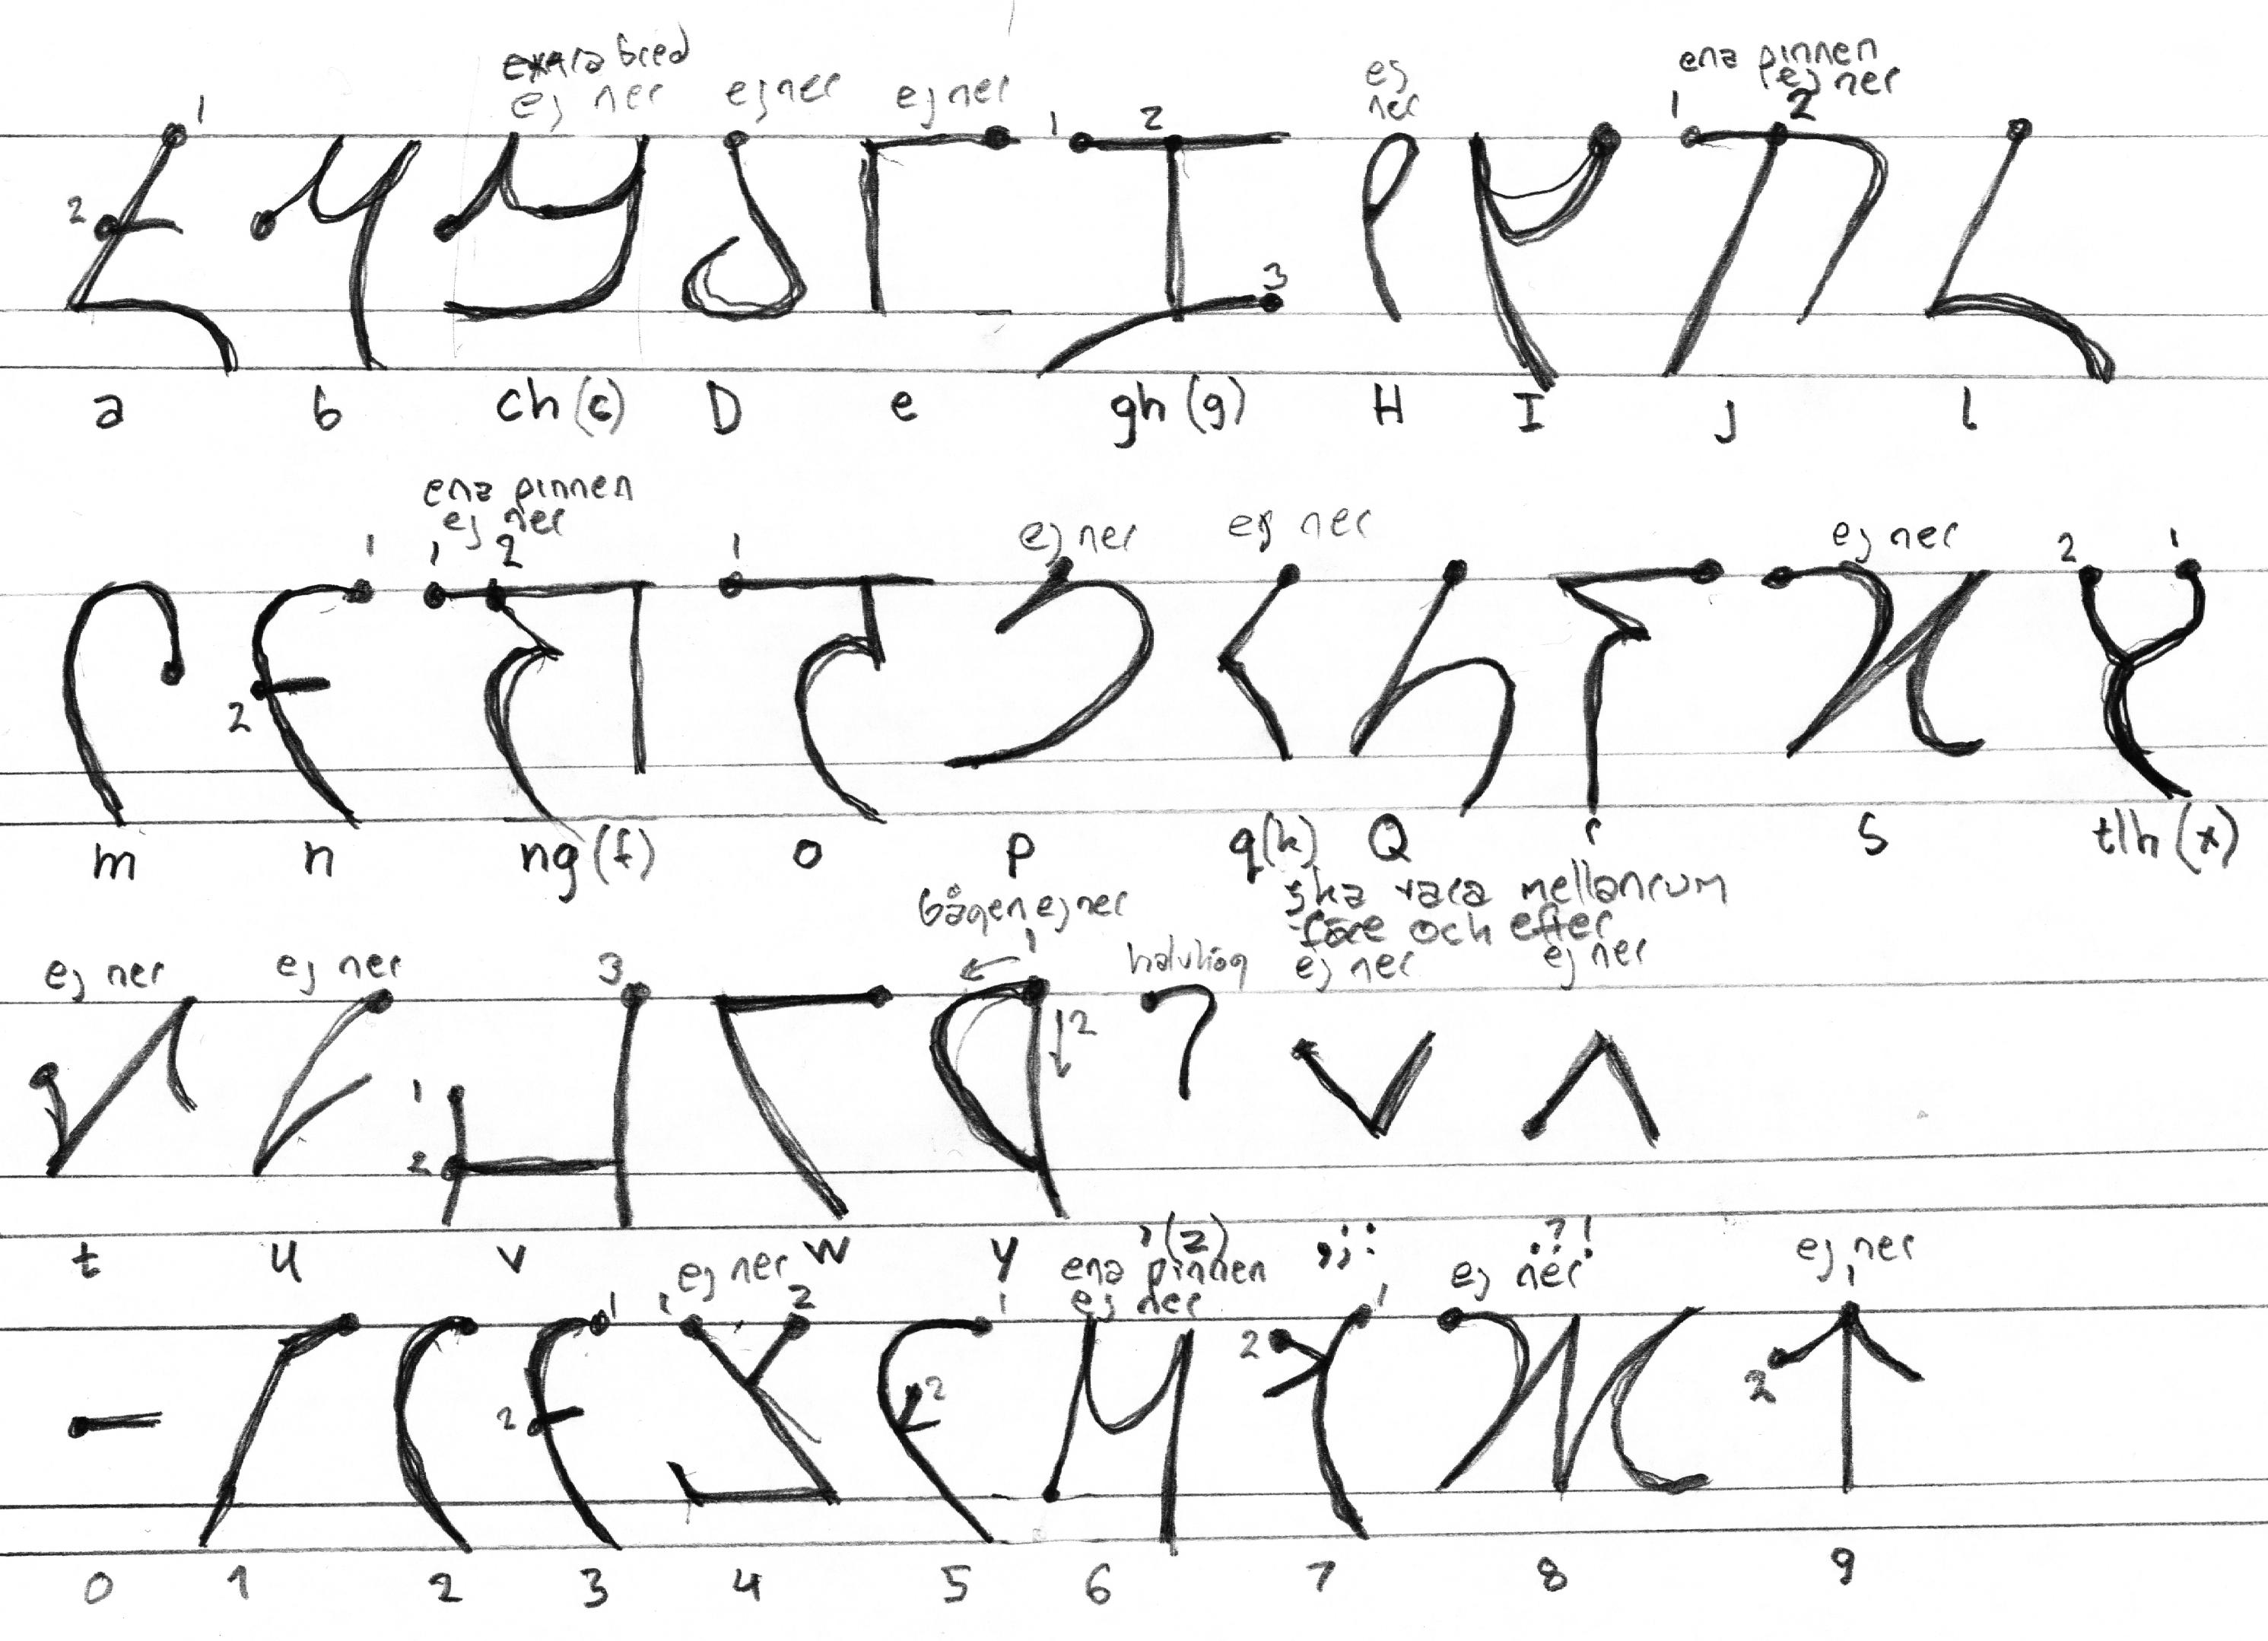 extra bred
ej ner ej ner ej ner ej ner ena pinnen ej ner
1 2 1 2 3 1 2
a b ch(c) D e gh(g) H I j l
ena pinnen
ej ner ej ner ej ner ej ner
1 2 1 2 1 2 1
m n ng(f) o p q(k) Q r S tlh(x)
ska vara mellanrum
före och efter
ej ner ej ner bågen ej ner halvhög ej ner ej ner
1 2 3 1 2
t u v w y '(z) ,;: .?!
ej ner ena pinnen ej ner ej ner ej ner
1 2 1 2 1 2 1 2 1 2
0 1 2 3 4 5 6 7 8 9